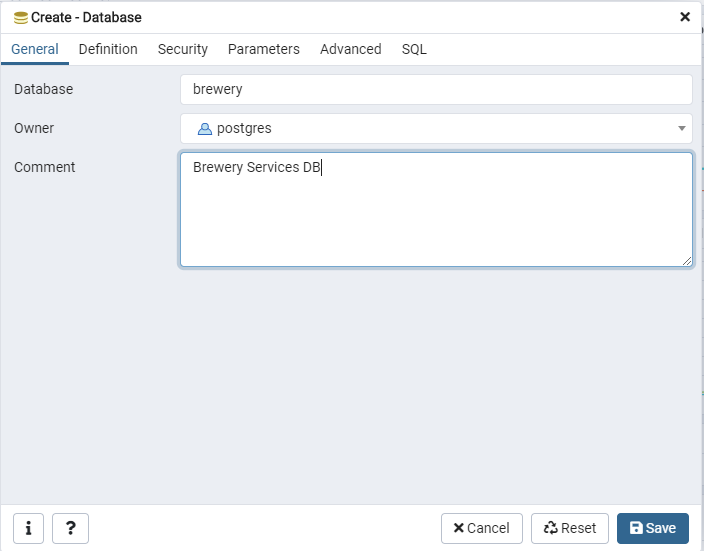 Create - Database
General Definition Security Parameters Advanced SQL
Database brewery
Owner postgres
Comment Brewery Services DB
i ? Cancel Reset Save